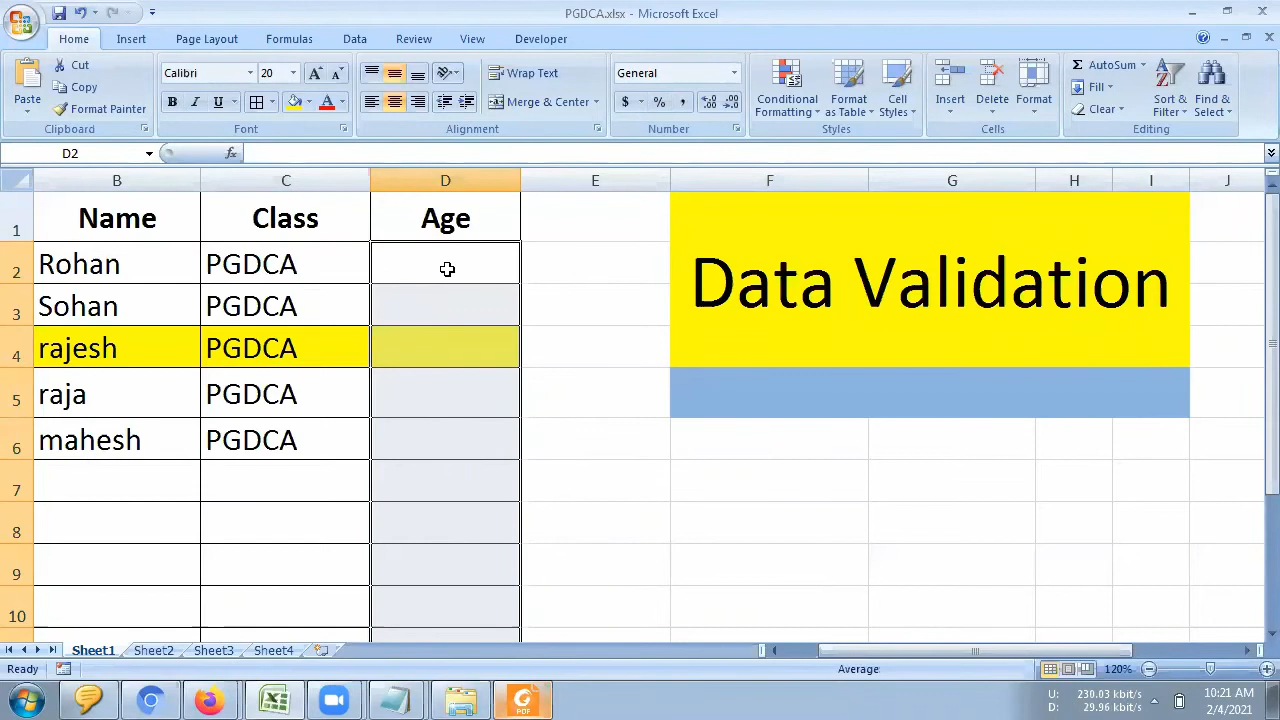 PGDCA.xlsx - Microsoft Excel
Home Insert Page Layout Formulas Data Review View Developer
Paste
Cut
Copy
Format Painter
Clipboard
Calibri 20
B I U
Font
Wrap Text
Merge & Center
Alignment
General
$ % ,
Number
Conditional Formatting
Format as Table
Cell Styles
Styles
Insert Delete Format
Cells
AutoSum
Fill
Clear
Sort & Filter
Find & Select
Editing
D2 fx
B C D E F G H I J
1 Name Class Age
2 Rohan PGDCA
3 Sohan PGDCA
4 rajesh PGDCA
5 raja PGDCA
6 mahesh PGDCA
7
8
9
10
Data Validation
Sheet1 Sheet2 Sheet3 Sheet4
Ready Average: 120%
PDF
U: 230.03 kbit/s
D: 29.96 kbit/s
10:21 AM
2/4/2021